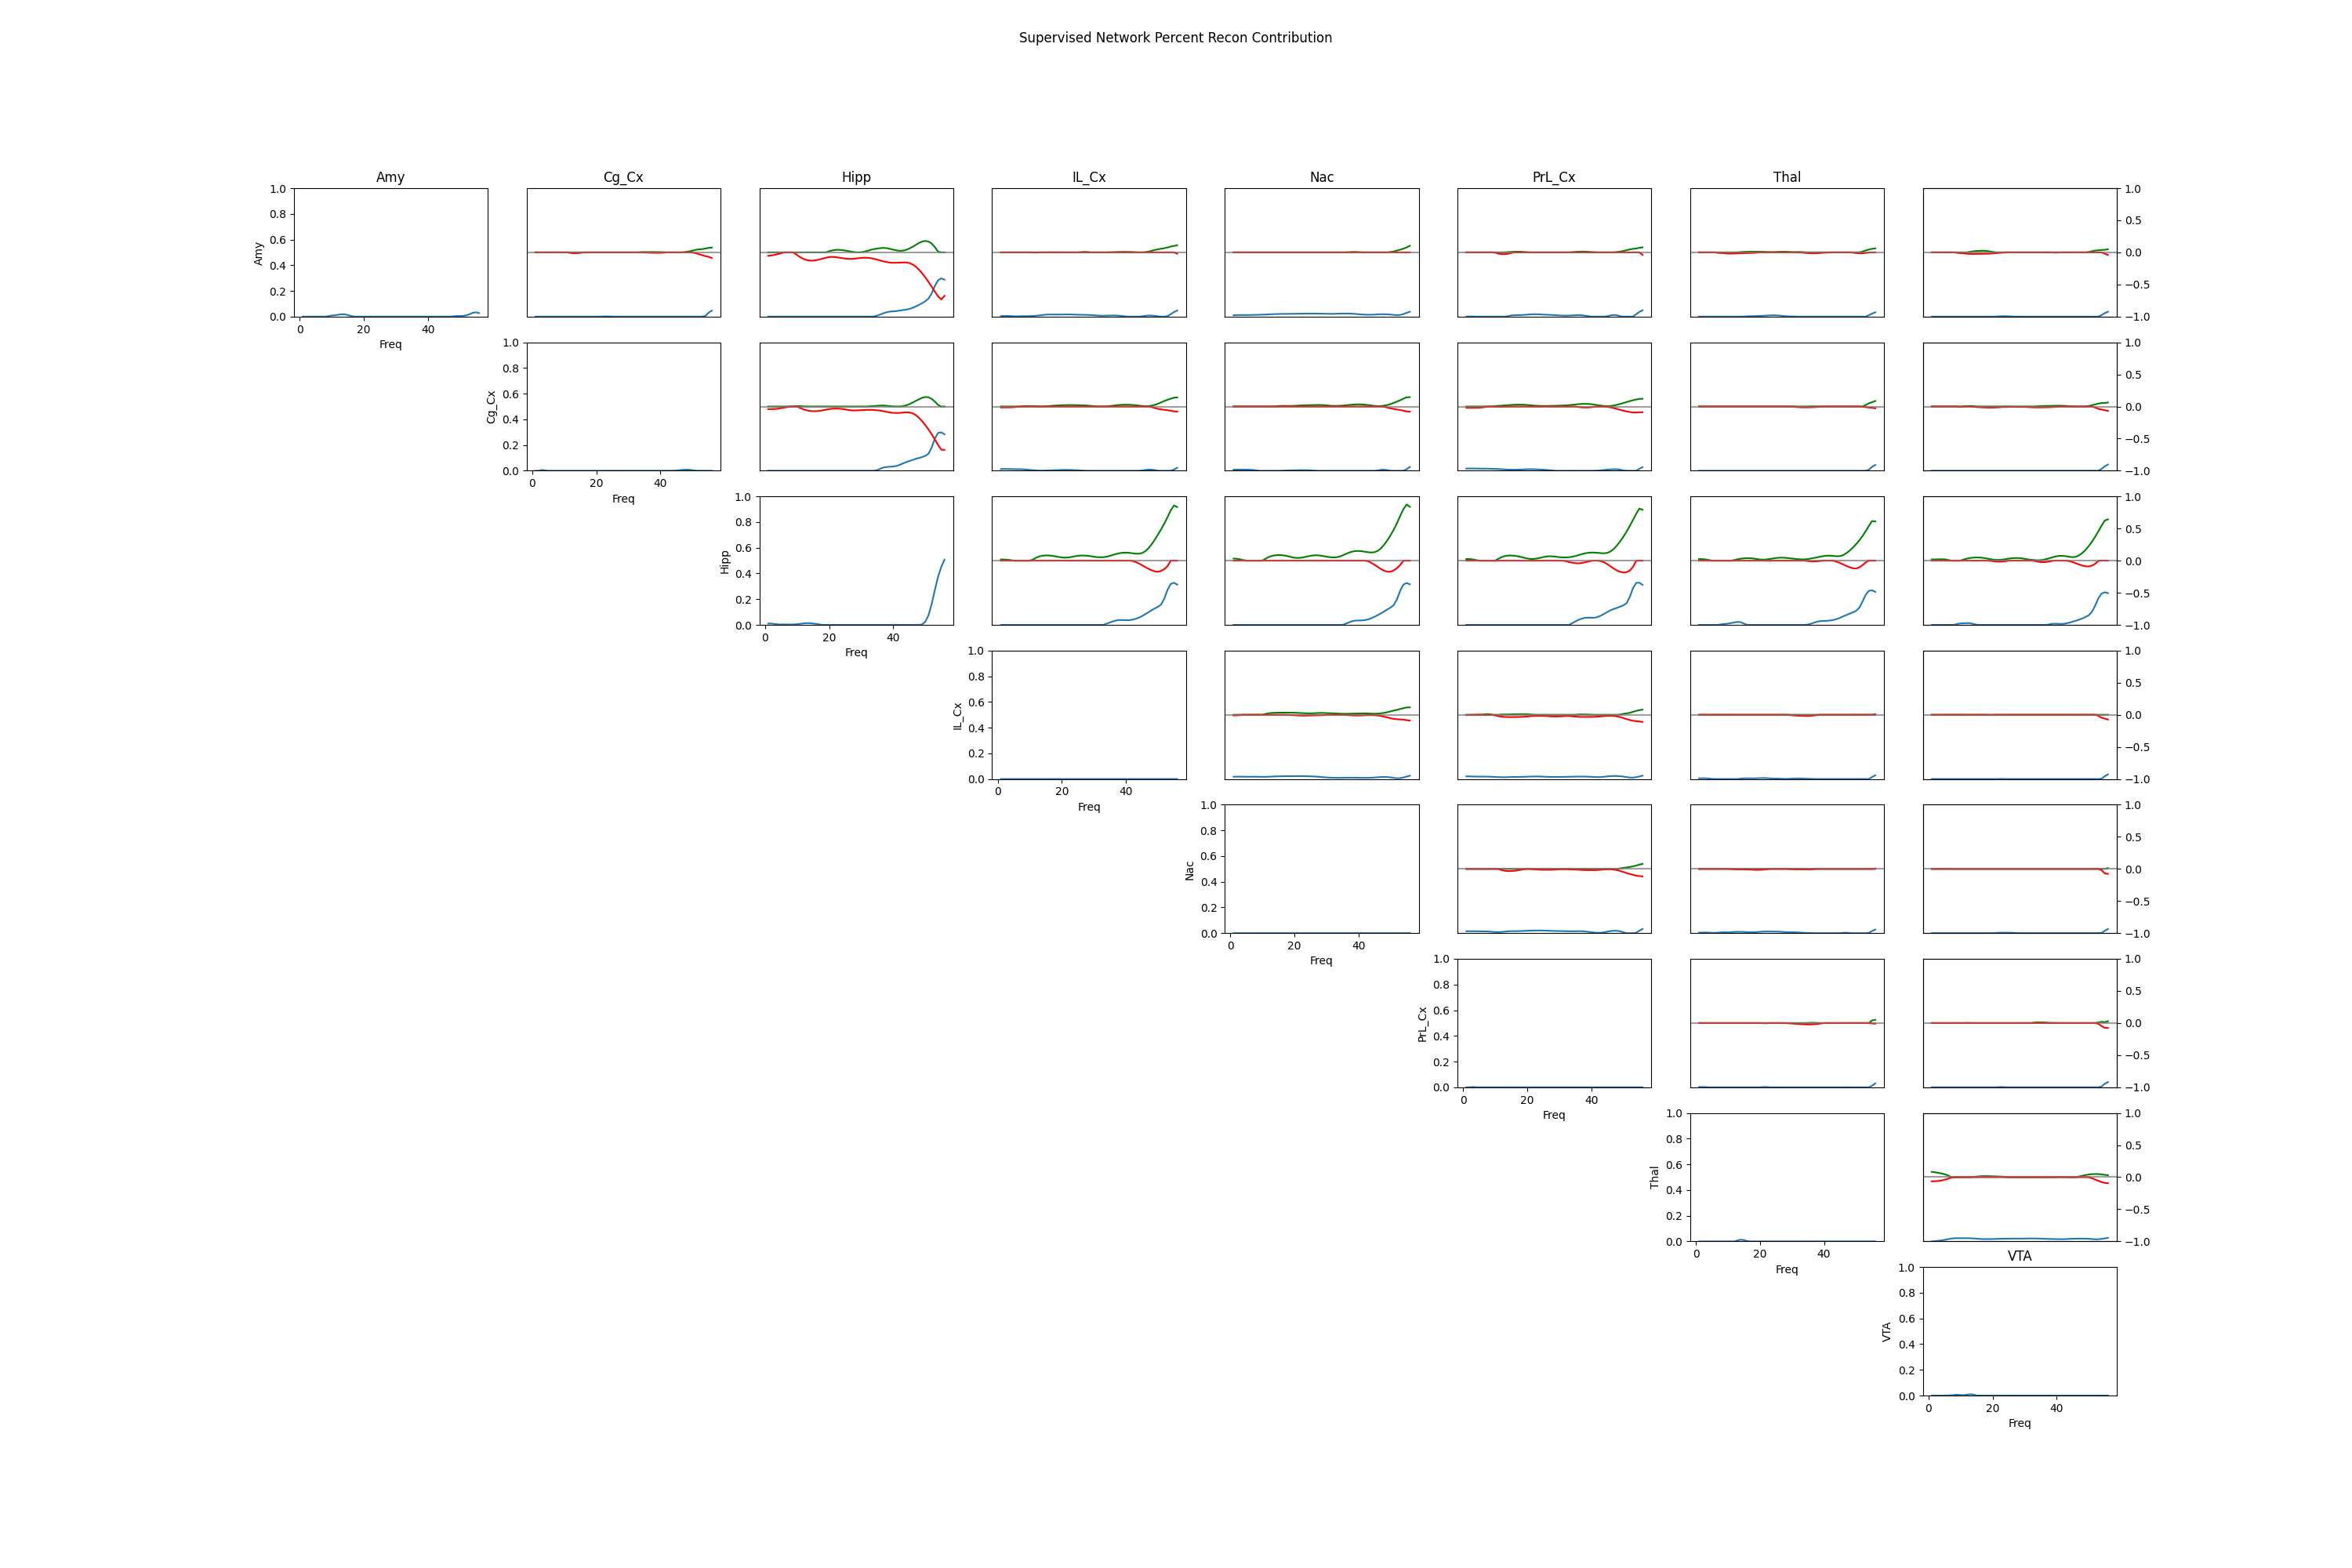 Supervised Network Percent Recon Contribution
Amy Cg_Cx Hipp IL_Cx Nac PrL_Cx Thal
1.0 0.8 0.6 0.4 0.2 0.0
Amy
0 20 40
Freq
1.0 0.5 0.0 −0.5 −1.0
1.0 0.8 0.6 0.4 0.2 0.0
Cg_Cx
0 20 40
Freq
1.0 0.5 0.0 −0.5 −1.0
1.0 0.8 0.6 0.4 0.2 0.0
Hipp
0 20 40
Freq
1.0 0.5 0.0 −0.5 −1.0
1.0 0.8 0.6 0.4 0.2 0.0
IL_Cx
0 20 40
Freq
1.0 0.5 0.0 −0.5 −1.0
1.0 0.8 0.6 0.4 0.2 0.0
Nac
0 20 40
Freq
1.0 0.5 0.0 −0.5 −1.0
1.0 0.8 0.6 0.4 0.2 0.0
PrL_Cx
0 20 40
Freq
1.0 0.5 0.0 −0.5 −1.0
1.0 0.8 0.6 0.4 0.2 0.0
Thal
0 20 40
Freq
1.0 0.5 0.0 −0.5 −1.0
VTA
1.0 0.8 0.6 0.4 0.2 0.0
VTA
0 20 40
Freq